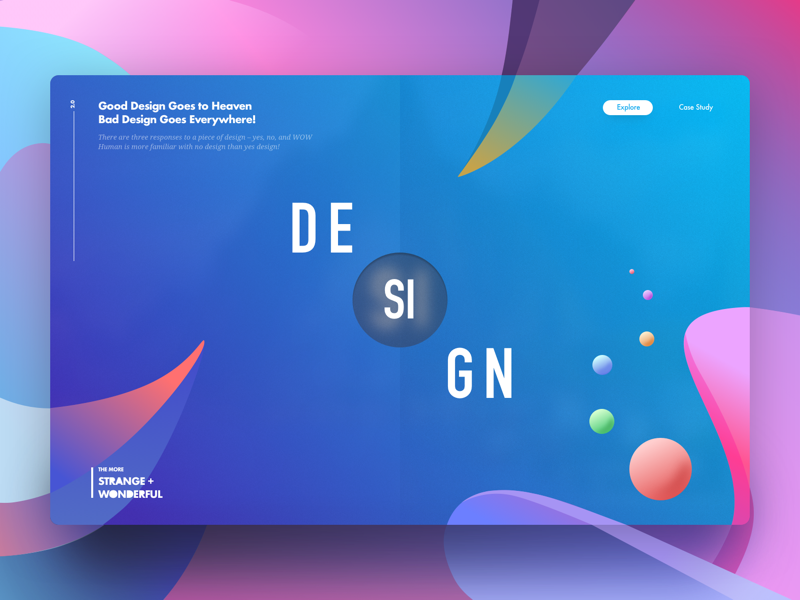 2.0
Good Design Goes to Heaven
Bad Design Goes Everywhere!
There are three responses to a piece of design – yes, no, and WOW
Human is more familiar with no design than yes design!
Explore
Case Study
DE
SI
GN
THE MORE
STRANGE +
WONDERFUL